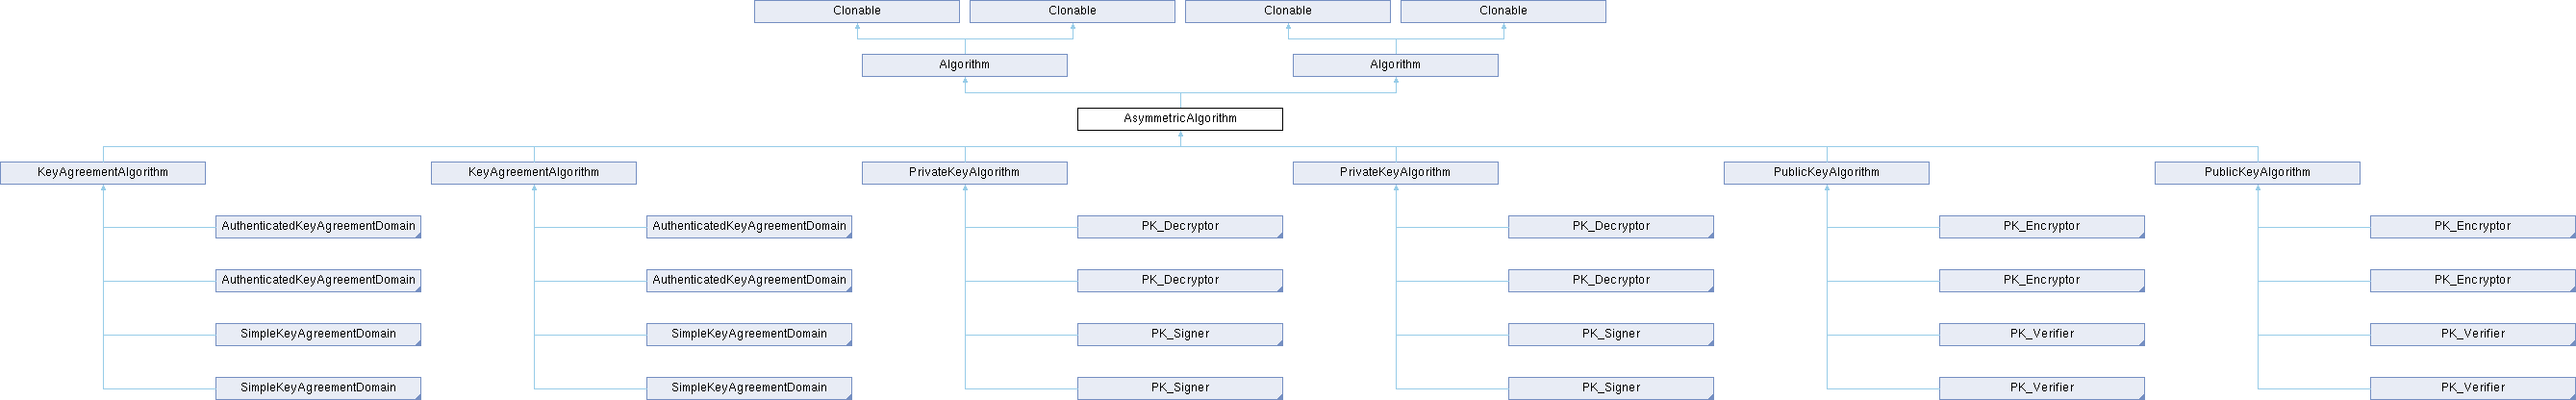 Clonable Clonable Clonable Clonable
Algorithm Algorithm
AsymmetricAlgorithm
KeyAgreementAlgorithm KeyAgreementAlgorithm PrivateKeyAlgorithm PrivateKeyAlgorithm PublicKeyAlgorithm PublicKeyAlgorithm
AuthenticatedKeyAgreementDomain AuthenticatedKeyAgreementDomain PK_Decryptor PK_Decryptor PK_Encryptor PK_Encryptor
AuthenticatedKeyAgreementDomain AuthenticatedKeyAgreementDomain PK_Decryptor PK_Decryptor PK_Encryptor PK_Encryptor
SimpleKeyAgreementDomain SimpleKeyAgreementDomain PK_Signer PK_Signer PK_Verifier PK_Verifier
SimpleKeyAgreementDomain SimpleKeyAgreementDomain PK_Signer PK_Signer PK_Verifier PK_Verifier